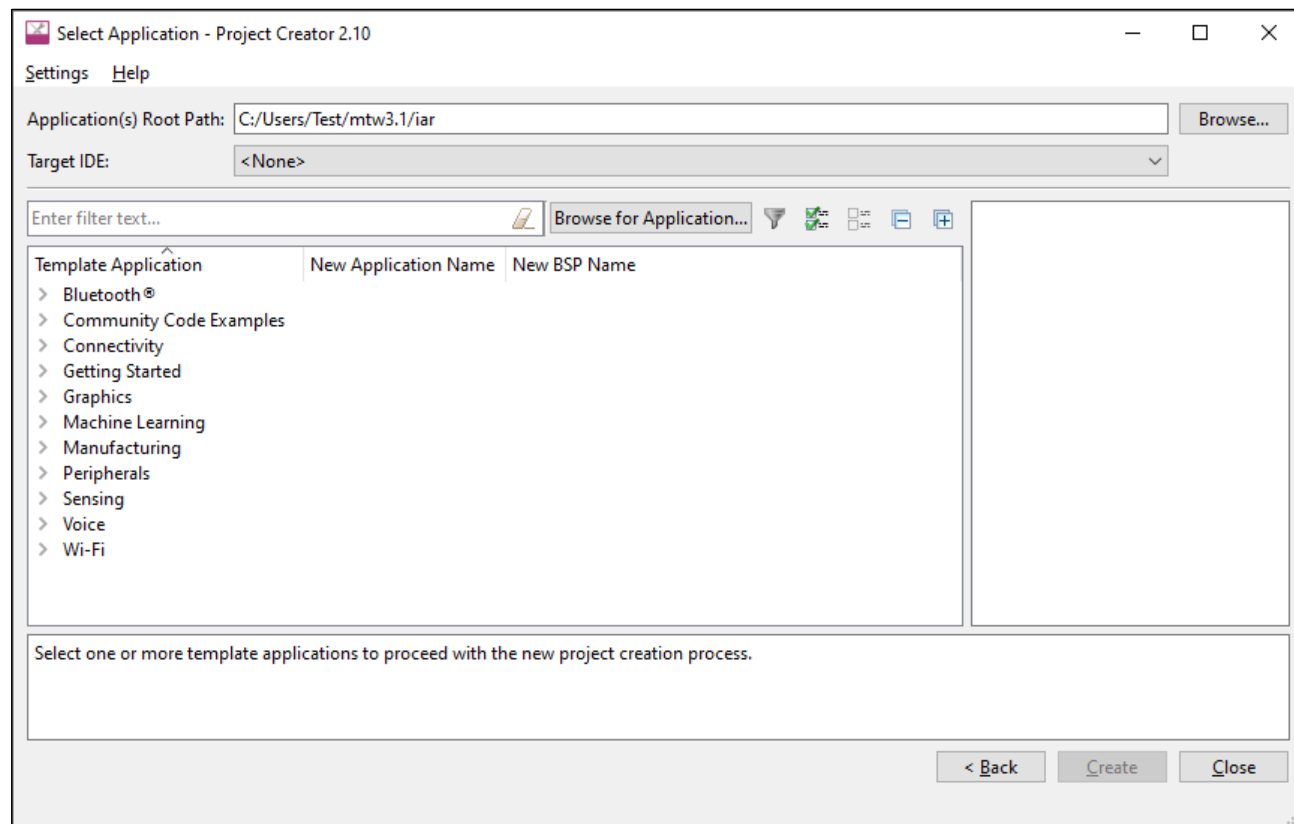 Select Application - Project Creator 2.10
Settings Help
Application(s) Root Path: C:/Users/Test/mtw3.1/iar Browse...
Target IDE: <None>
Enter filter text... Browse for Application...
Template Application New Application Name New BSP Name
Bluetooth®
Community Code Examples
Connectivity
Getting Started
Graphics
Machine Learning
Manufacturing
Peripherals
Sensing
Voice
Wi-Fi
Select one or more template applications to proceed with the new project creation process.
< Back Create Close